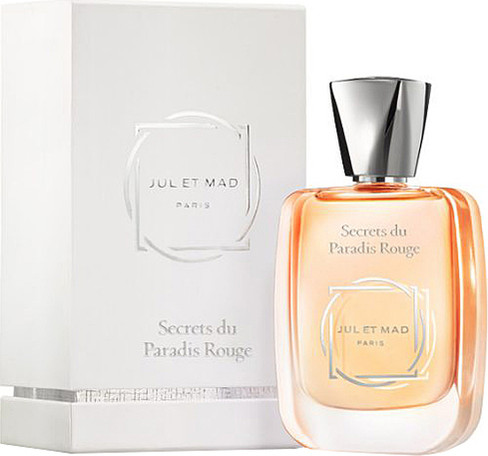 JUL ET MAD
PARIS
Secrets du
Paradis Rouge
Secrets du
Paradis Rouge
JUL ET MAD
PARIS